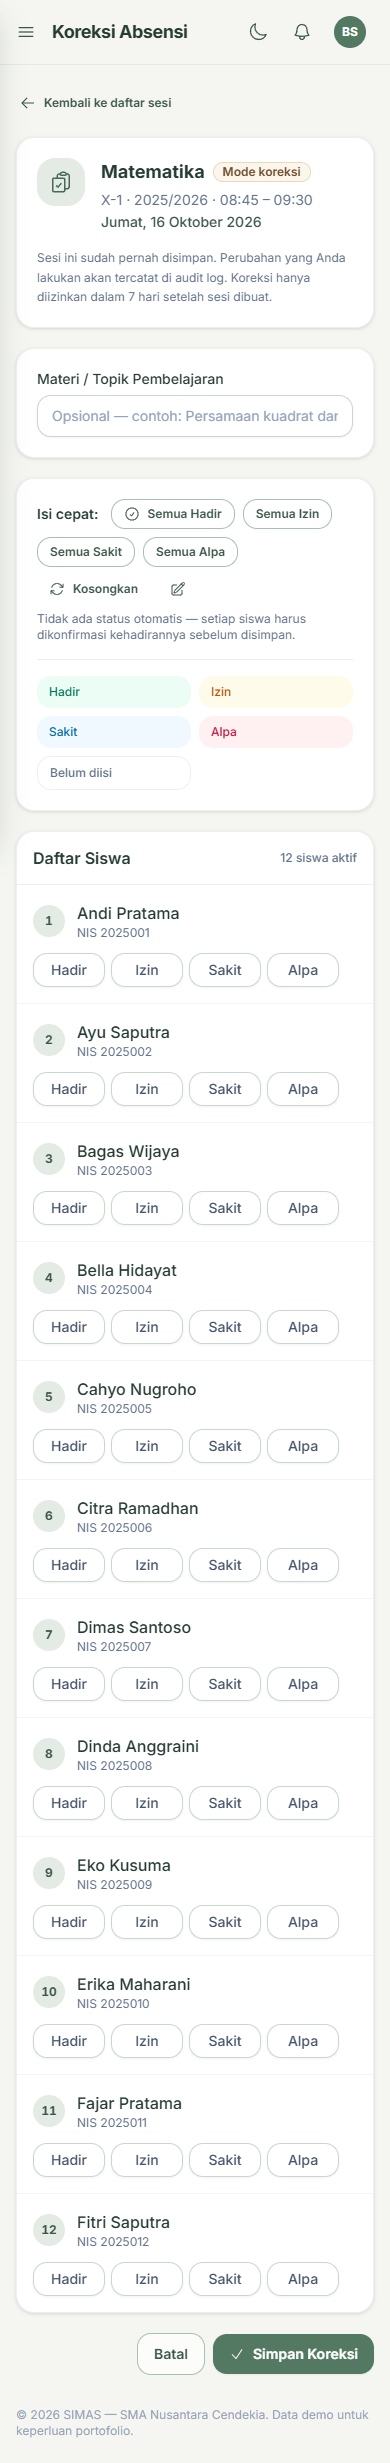 Koreksi Absensi
BS
Kembali ke daftar sesi
Matematika Mode koreksi
X-1 · 2025/2026 · 08:45 – 09:30
Jumat, 16 Oktober 2026
Sesi ini sudah pernah disimpan. Perubahan yang Anda
lakukan akan tercatat di audit log. Koreksi hanya
diizinkan dalam 7 hari setelah sesi dibuat.
Materi / Topik Pembelajaran
Opsional — contoh: Persamaan kuadrat dar
Isi cepat: Semua Hadir Semua Izin
Semua Sakit Semua Alpa
Kosongkan
Tidak ada status otomatis — setiap siswa harus
dikonfirmasi kehadirannya sebelum disimpan.
Hadir Izin
Sakit Alpa
Belum diisi
Daftar Siswa 12 siswa aktif
1 Andi Pratama
NIS 2025001
Hadir Izin Sakit Alpa
2 Ayu Saputra
NIS 2025002
Hadir Izin Sakit Alpa
3 Bagas Wijaya
NIS 2025003
Hadir Izin Sakit Alpa
4 Bella Hidayat
NIS 2025004
Hadir Izin Sakit Alpa
5 Cahyo Nugroho
NIS 2025005
Hadir Izin Sakit Alpa
6 Citra Ramadhan
NIS 2025006
Hadir Izin Sakit Alpa
7 Dimas Santoso
NIS 2025007
Hadir Izin Sakit Alpa
8 Dinda Anggraini
NIS 2025008
Hadir Izin Sakit Alpa
9 Eko Kusuma
NIS 2025009
Hadir Izin Sakit Alpa
10 Erika Maharani
NIS 2025010
Hadir Izin Sakit Alpa
11 Fajar Pratama
NIS 2025011
Hadir Izin Sakit Alpa
12 Fitri Saputra
NIS 2025012
Hadir Izin Sakit Alpa
Batal Simpan Koreksi
© 2026 SIMAS — SMA Nusantara Cendekia. Data demo untuk
keperluan portofolio.